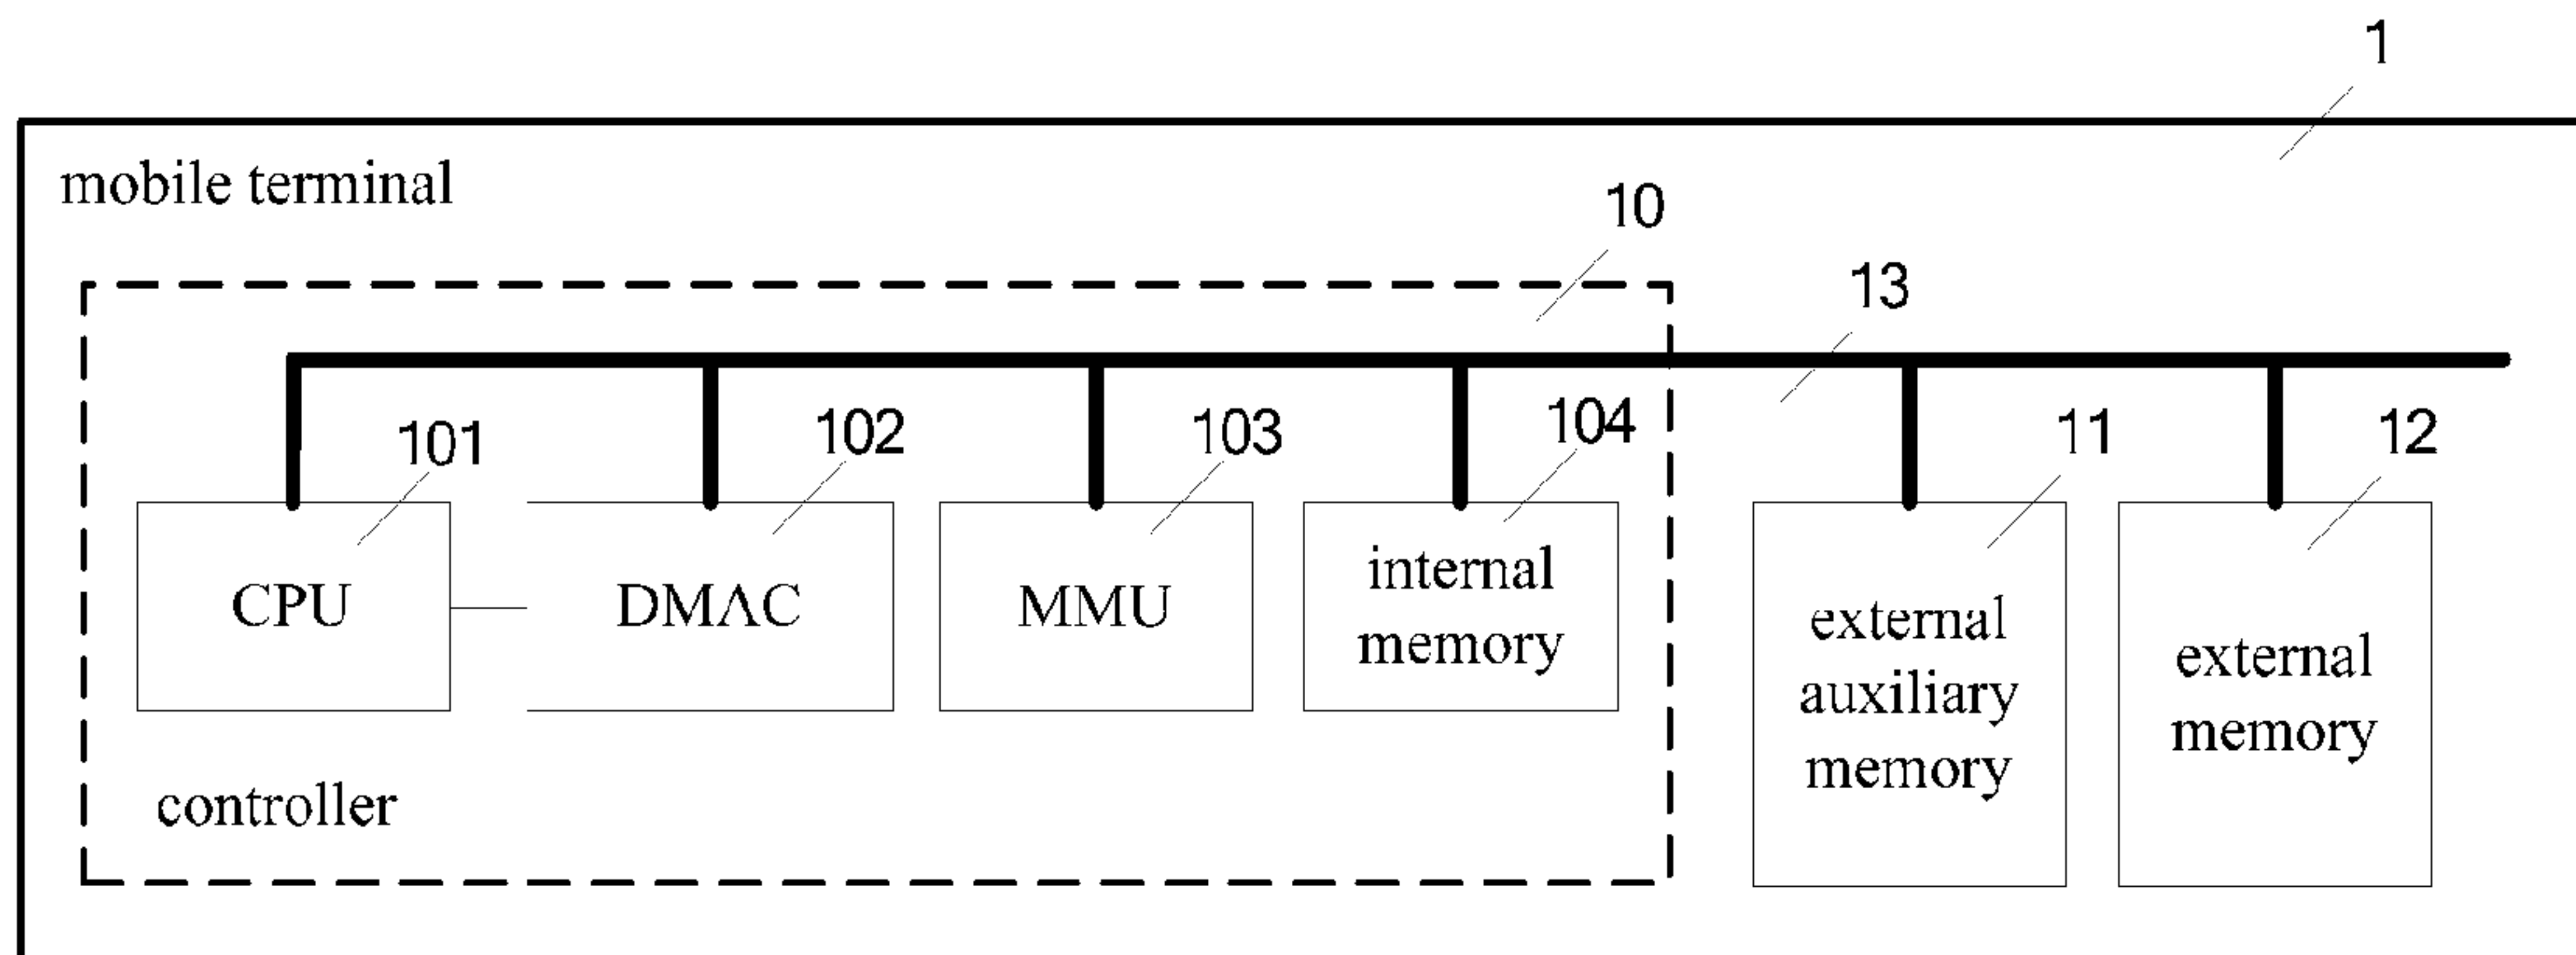 1
mobile terminal
10
13
101
102
103
104
11
12
CPU
DMAC
MMU
internal
memory
external
auxiliary
memory
external
memory
controller